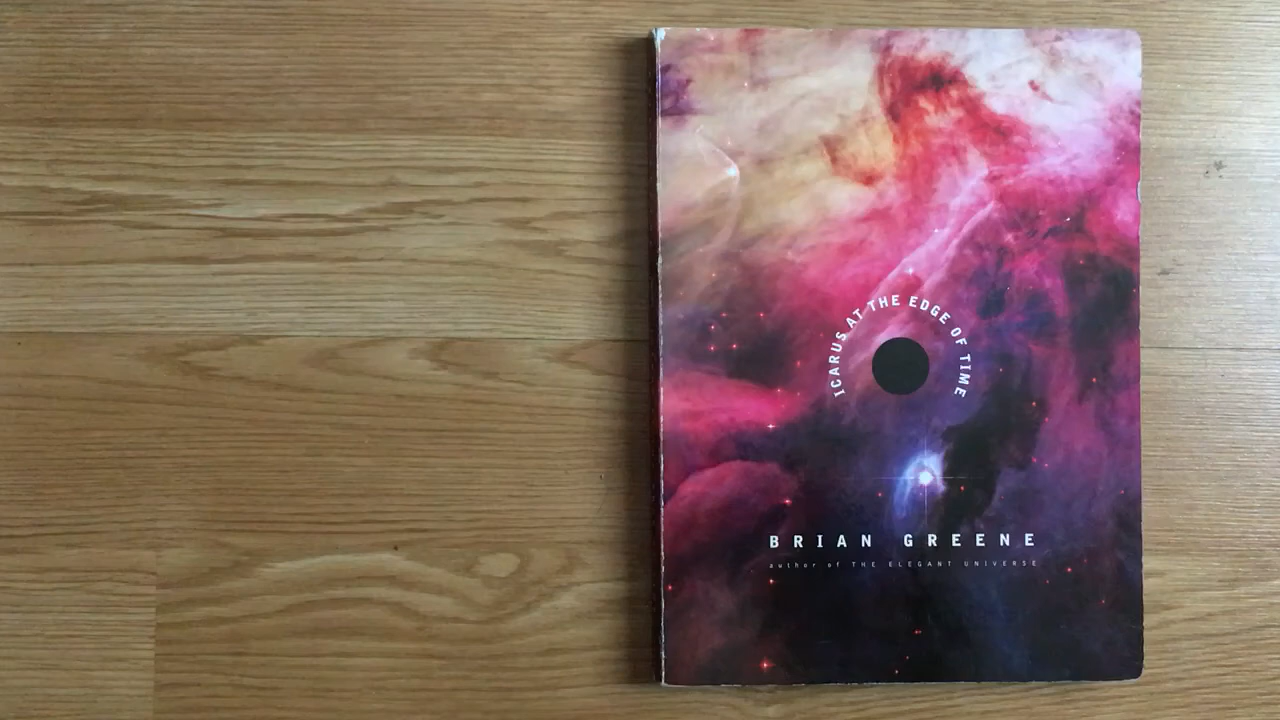 ICARUS AT THE EDGE OF TIME
BRIAN GREENE
author of THE ELEGANT UNIVERSE